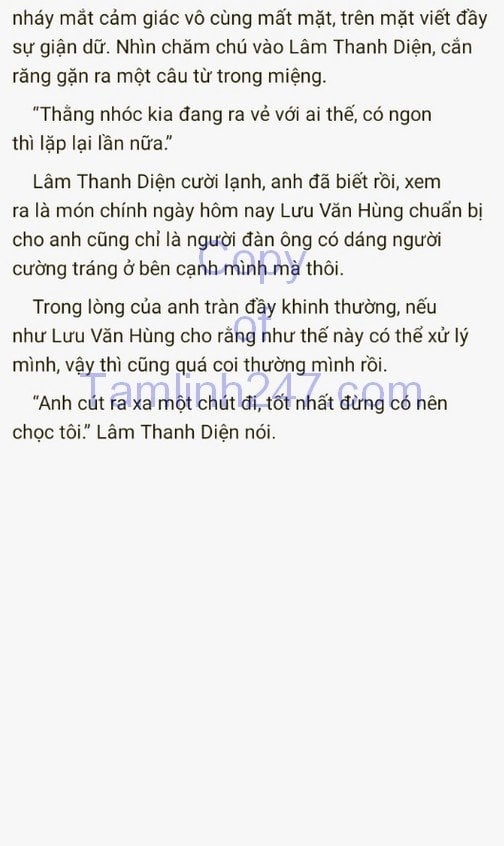 nháy mắt cảm giác vô cùng mất mặt, trên mặt viết đầy
sự giận dữ. Nhìn chăm chú vào Lâm Thanh Diện, cắn
răng gặn ra một câu từ trong miệng.
“Thằng nhóc kia đang ra vẻ với ai thế, có ngon
thì lặp lại lần nữa.”
Lâm Thanh Diện cười lạnh, anh đã biết rồi, xem
ra là món chính ngày hôm nay Lưu Văn Hùng chuẩn bị
cho anh cũng chỉ là người đàn ông có dáng người
cường tráng ở bên cạnh mình mà thôi.
Copy
Trong lòng của anh tràn đầy khinh thường, nếu
như Lưu Văn Hùng cho rằng như thế này có thể xử lý
of
mình, vậy thì cũng quá coi thường mình rồi.
Tamlinh247.com
“Anh cút ra xa một chút đi, tốt nhất đừng có nên
chọc tôi.” Lâm Thanh Diện nói.